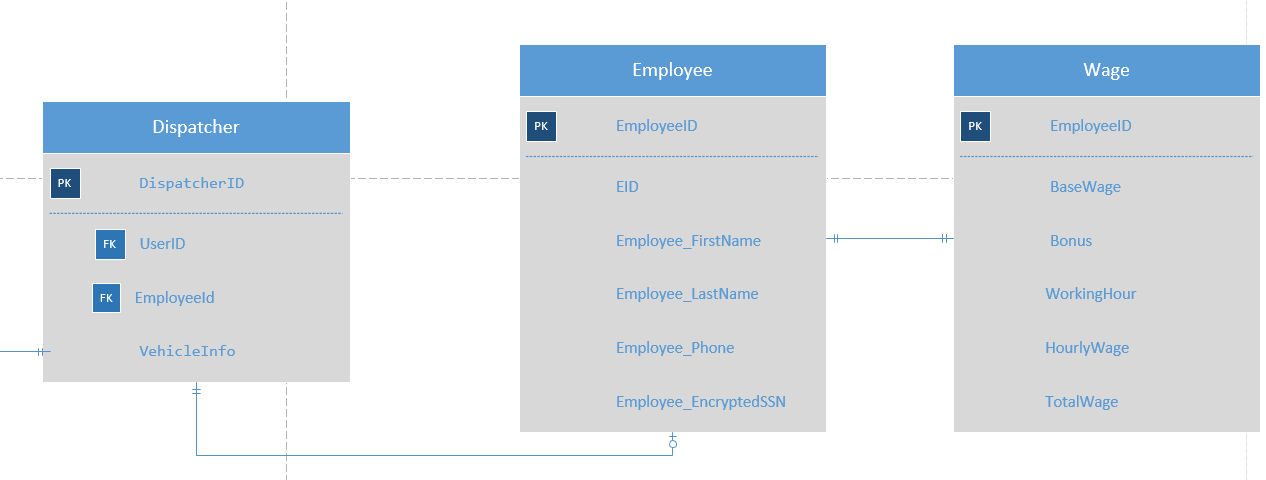 Dispatcher
PK DispatcherID
FK UserID
FK EmployeeId
VehicleInfo
Employee
PK EmployeeID
EID
Employee_FirstName
Employee_LastName
Employee_Phone
Employee_EncryptedSSN
Wage
PK EmployeeID
BaseWage
Bonus
WorkingHour
HourlyWage
TotalWage